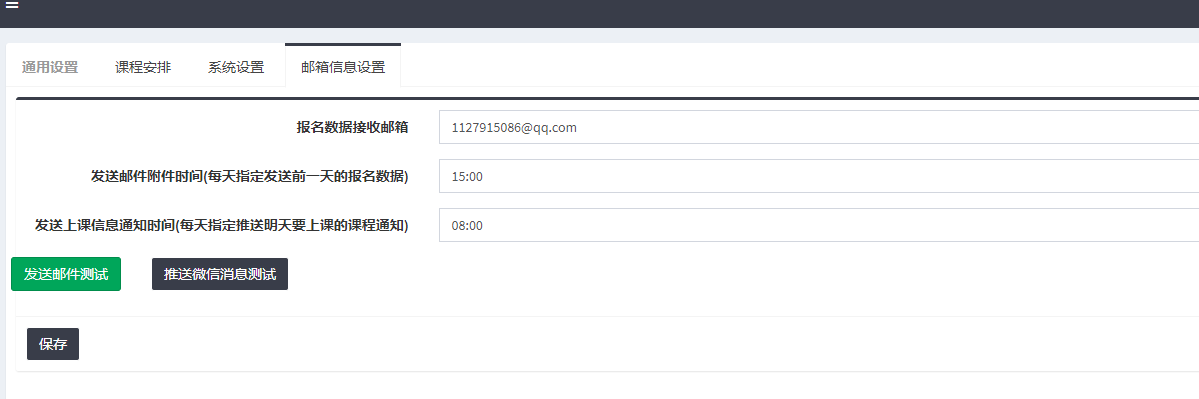 通用设置 课程安排 系统设置 邮箱信息设置
报名数据接收邮箱 1127915086@qq.com
发送邮件附件时间(每天指定发送前一天的报名数据) 15:00
发送上课信息通知时间(每天指定推送明天要上课的课程通知) 08:00
发送邮件测试 推送微信消息测试
保存